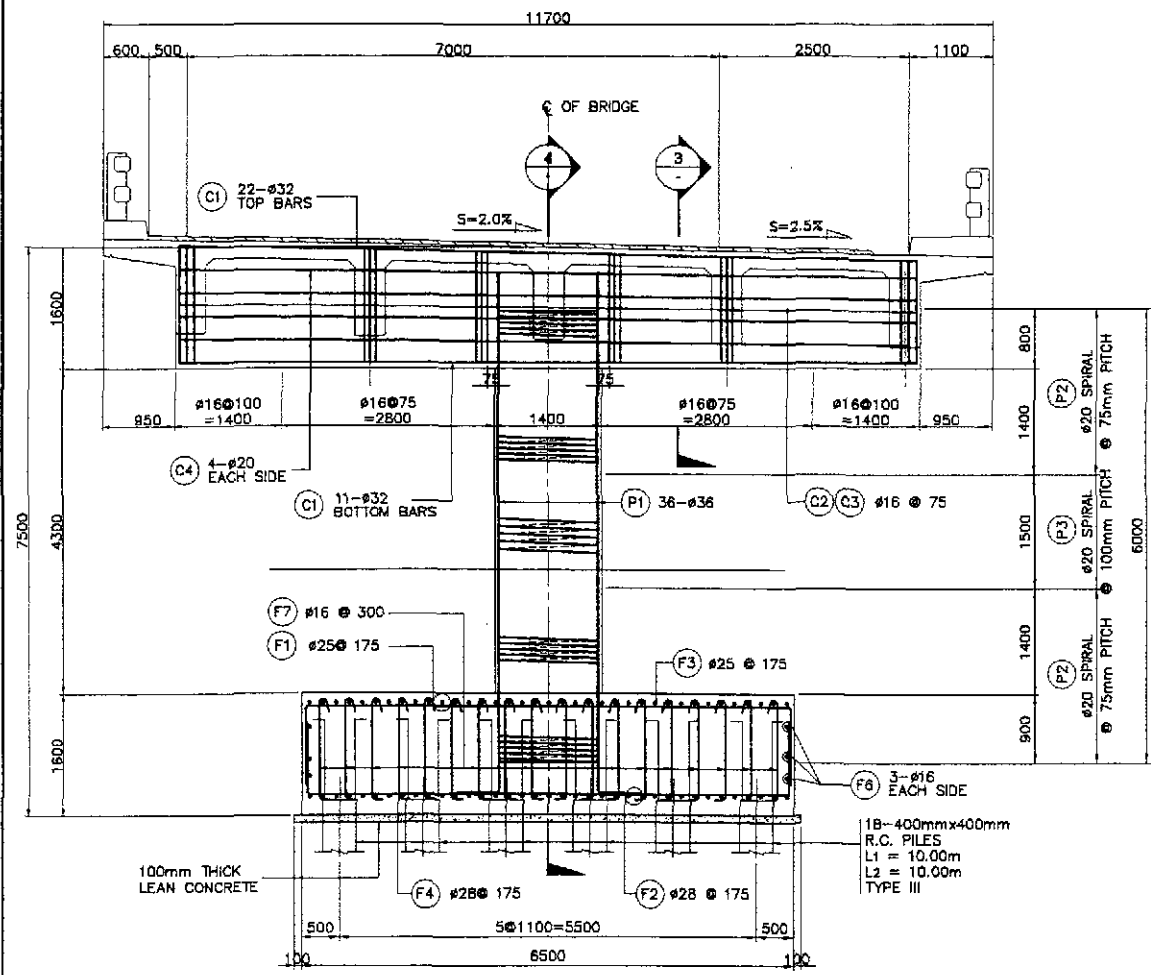 11700
600 500 7000 2500 1100
℄ OF BRIDGE
4
3
-
C1 22-ø32
TOP BARS
S=2.0%
S=2.5%
1600
800
75 75
ø16@100
=1400
ø16@75
=2800
1400
ø16@75
=2800
ø16@100
=1400
950
950
P2 ø20 SPIRAL
@ 75mm PITCH
1400
C4 4-ø20
EACH SIDE
C1 11-ø32
BOTTOM BARS
P1 36-ø36
C2 C3 ø16 @ 75
7500
4300
1500
P3 ø20 SPIRAL
@ 100mm PITCH
6000
F7 ø16 @ 300
F1 ø25@ 175
F3 ø25 @ 175
1400
P2 ø20 SPIRAL
@ 75mm PITCH
1600
900
F6 3-ø16
EACH SIDE
18-400mmx400mm
R.C. PILES
L1 = 10.00m
L2 = 10.00m
TYPE III
100mm THICK
LEAN CONCRETE
F4 ø28@ 175
F2 ø28 @ 175
500 5@1100=5500 500
100 6500 100